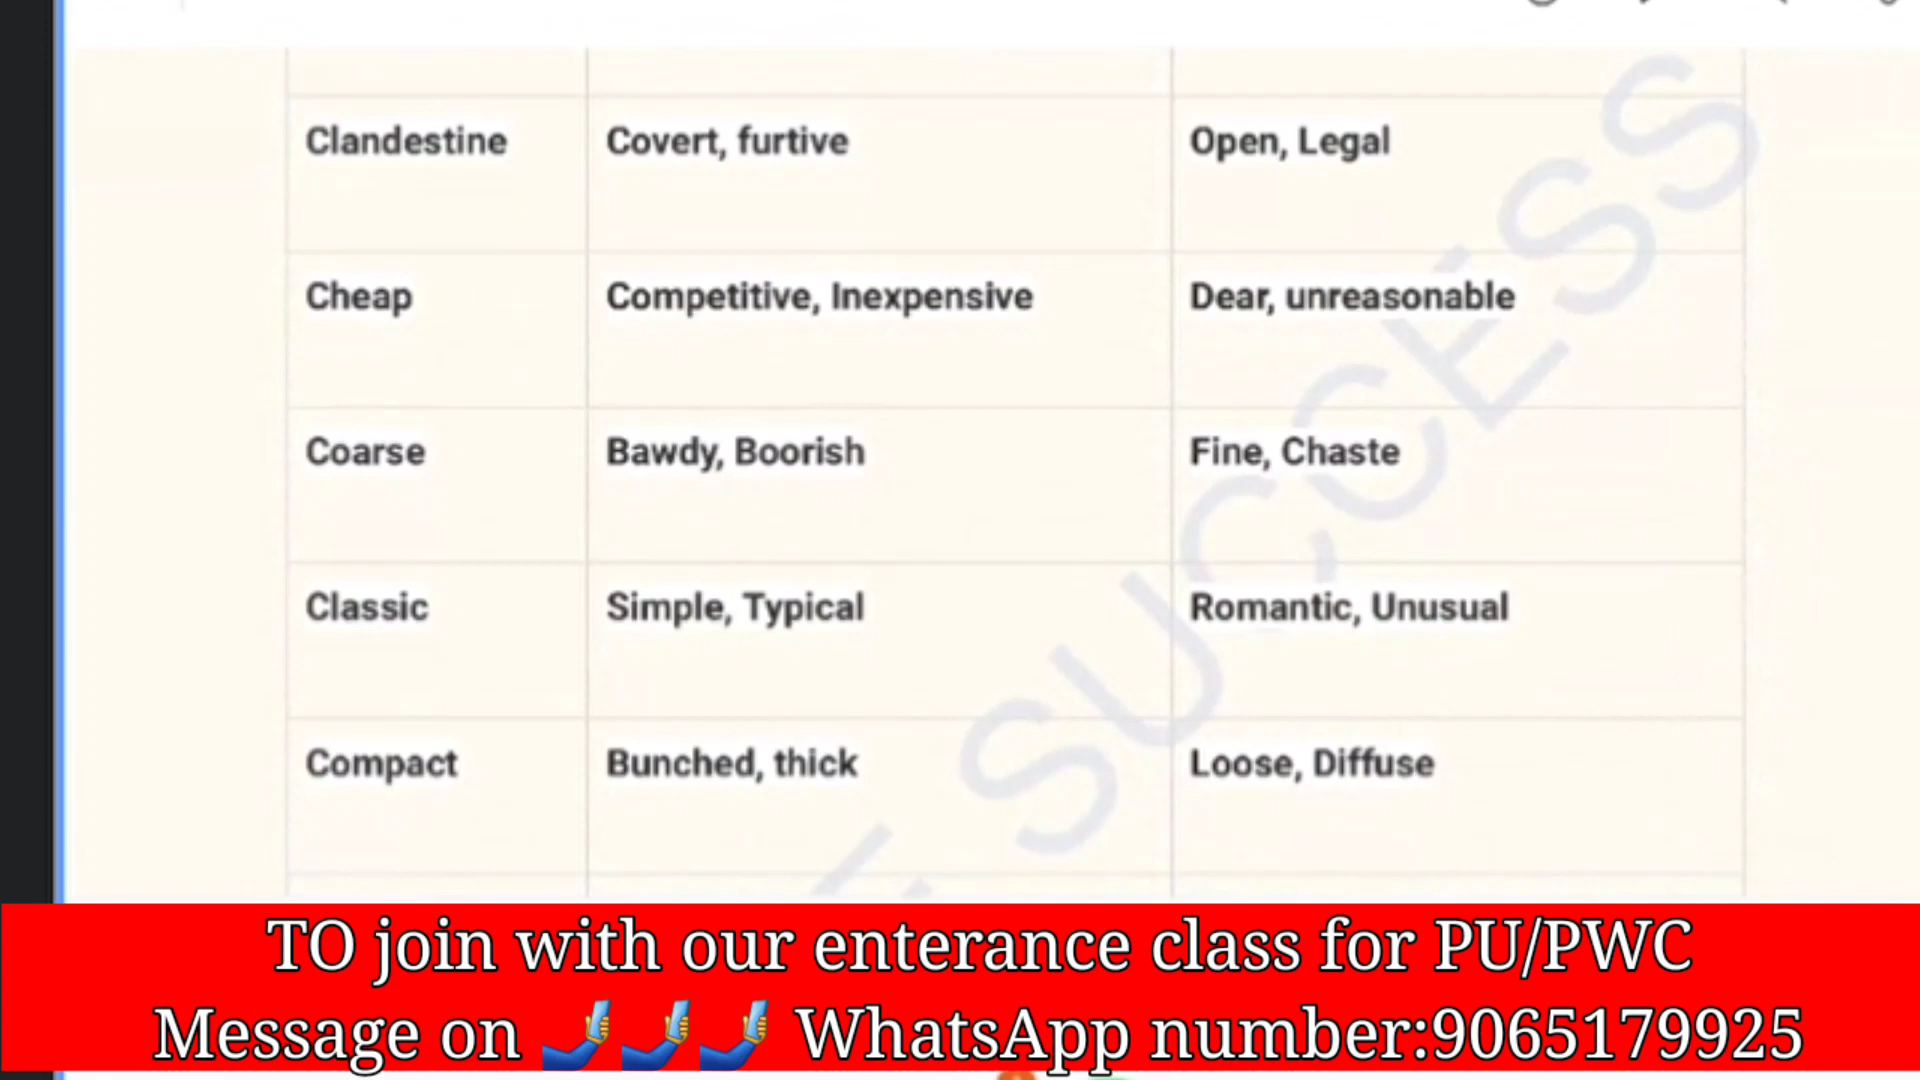 Clandestine Covert, furtive Open, Legal
Cheap Competitive, Inexpensive Dear, unreasonable
Coarse Bawdy, Boorish Fine, Chaste
Classic Simple, Typical Romantic, Unusual
Compact Bunched, thick Loose, Diffuse
SUCCESS
TO join with our enterance class for PU/PWC
Message on 🤳🤳🤳 WhatsApp number:9065179925